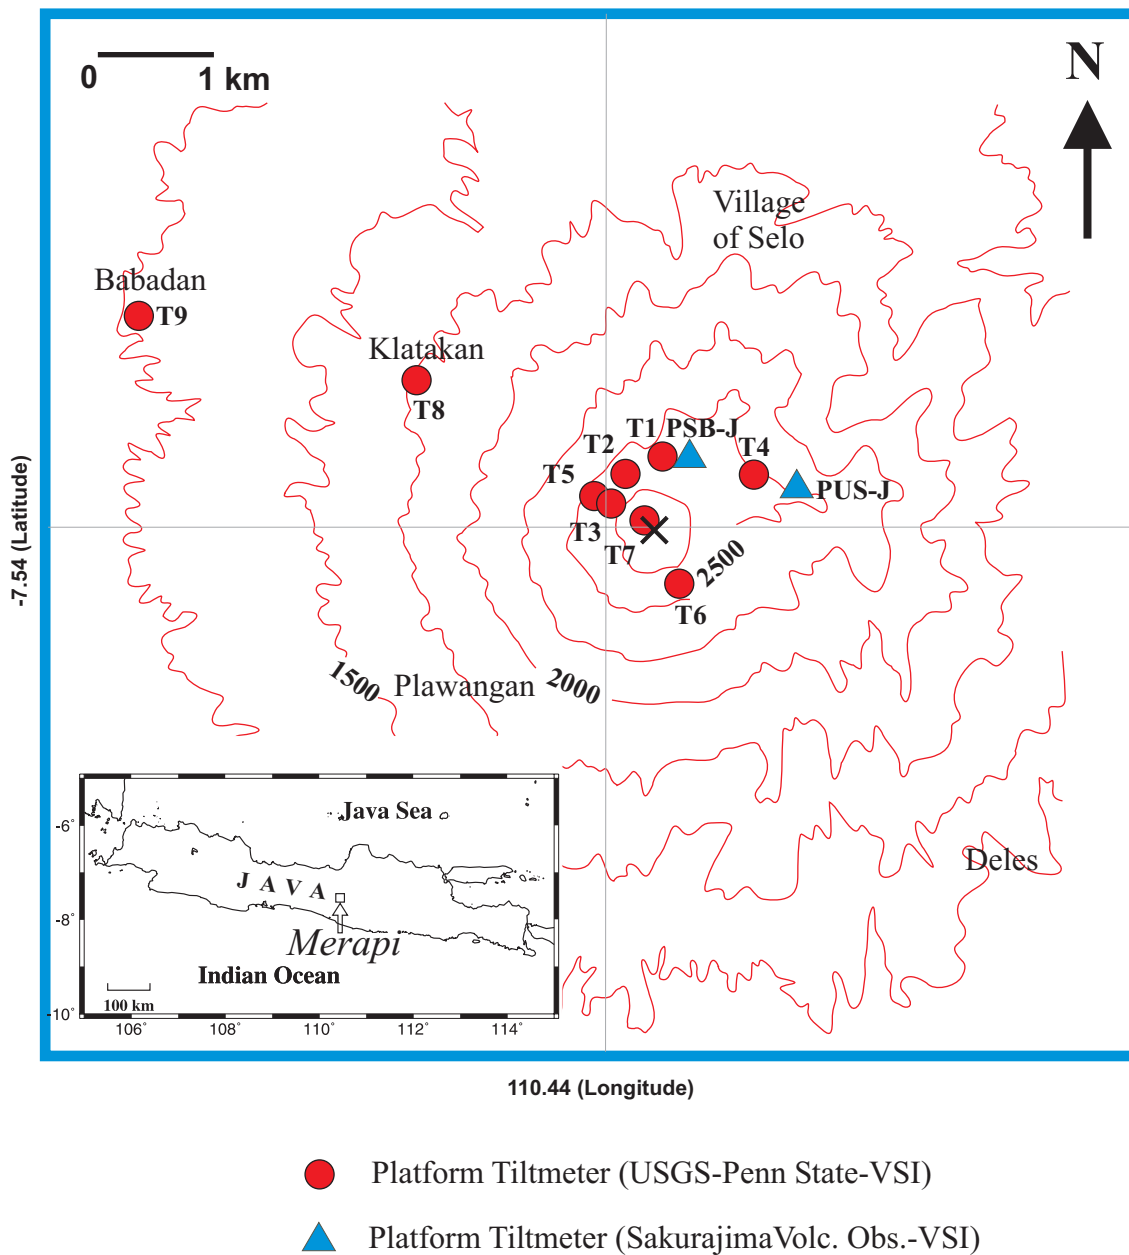 0 1 km
N
Village
of Selo
Babadan
T9
Klatakan
T8
T1 PSB-J
T2
T4
T5
PUS-J
T3
T7
2500
T6
-7.54 (Latitude)
1500
Plawangan
2000
Java Sea
-6°
J A V A
-8°
Merapi
Indian Ocean
100 km
-10°
106° 108° 110° 112° 114°
Deles
110.44 (Longitude)
Platform Tiltmeter (USGS-Penn State-VSI)
Platform Tiltmeter (SakurajimaVolc. Obs.-VSI)